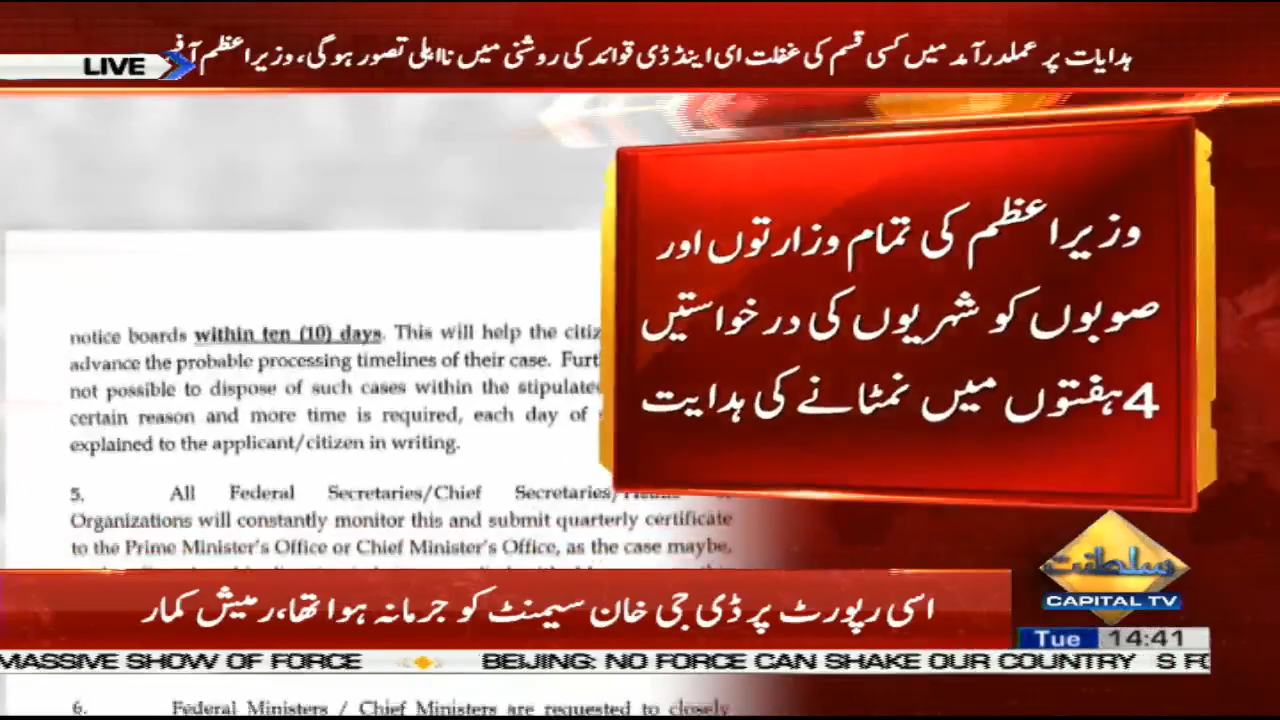 ہدایات پر عملدرآمد میں کسی قسم کی غفلت ای اینڈ ڈی قوائد کی روشنی میں نااہلی تصور ہوگی، وزیراعظم
LIVE
وزیراعظم کی تمام وزارتوں اور
صوبوں کو شہریوں کی درخواستیں
4 ہفتوں میں نمٹانے کی ہدایت
notice boards within ten (10) days. This will help the
advance the probable processing timelines of their case.
not possible to dispose of such cases within the
certain reason and more time is required, each day of
explained to the applicant/citizen in writing.
5. All Federal Secretaries/Chief Secretaries/
Organizations will constantly monitor this and submit quarterly certificate
to the Prime Minister's Office or Chief Minister's Office, as the case maybe,
سلطنت
CAPITAL TV
اسی رپورٹ پر ڈی جی خان سیمنٹ کو جرمانہ ہوا تھا، رمیش کمار
Tue 14:41
MASSIVE SHOW OF FORCE BEIJING: NO FORCE CAN SHAKE OUR COUNTRY
6. Federal Ministers / Chief Ministers are requested to closely